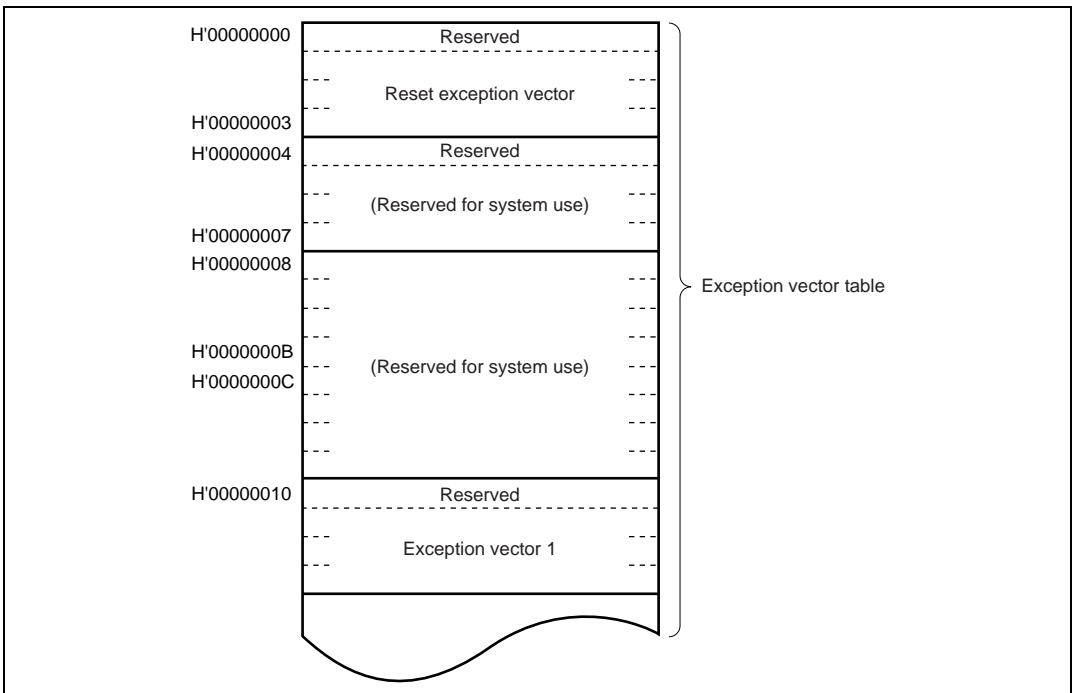 H'00000000
Reserved
Reset exception vector
H'00000003
H'00000004
Reserved
(Reserved for system use)
H'00000007
H'00000008
Exception vector table
H'0000000B
(Reserved for system use)
H'0000000C
H'00000010
Reserved
Exception vector 1